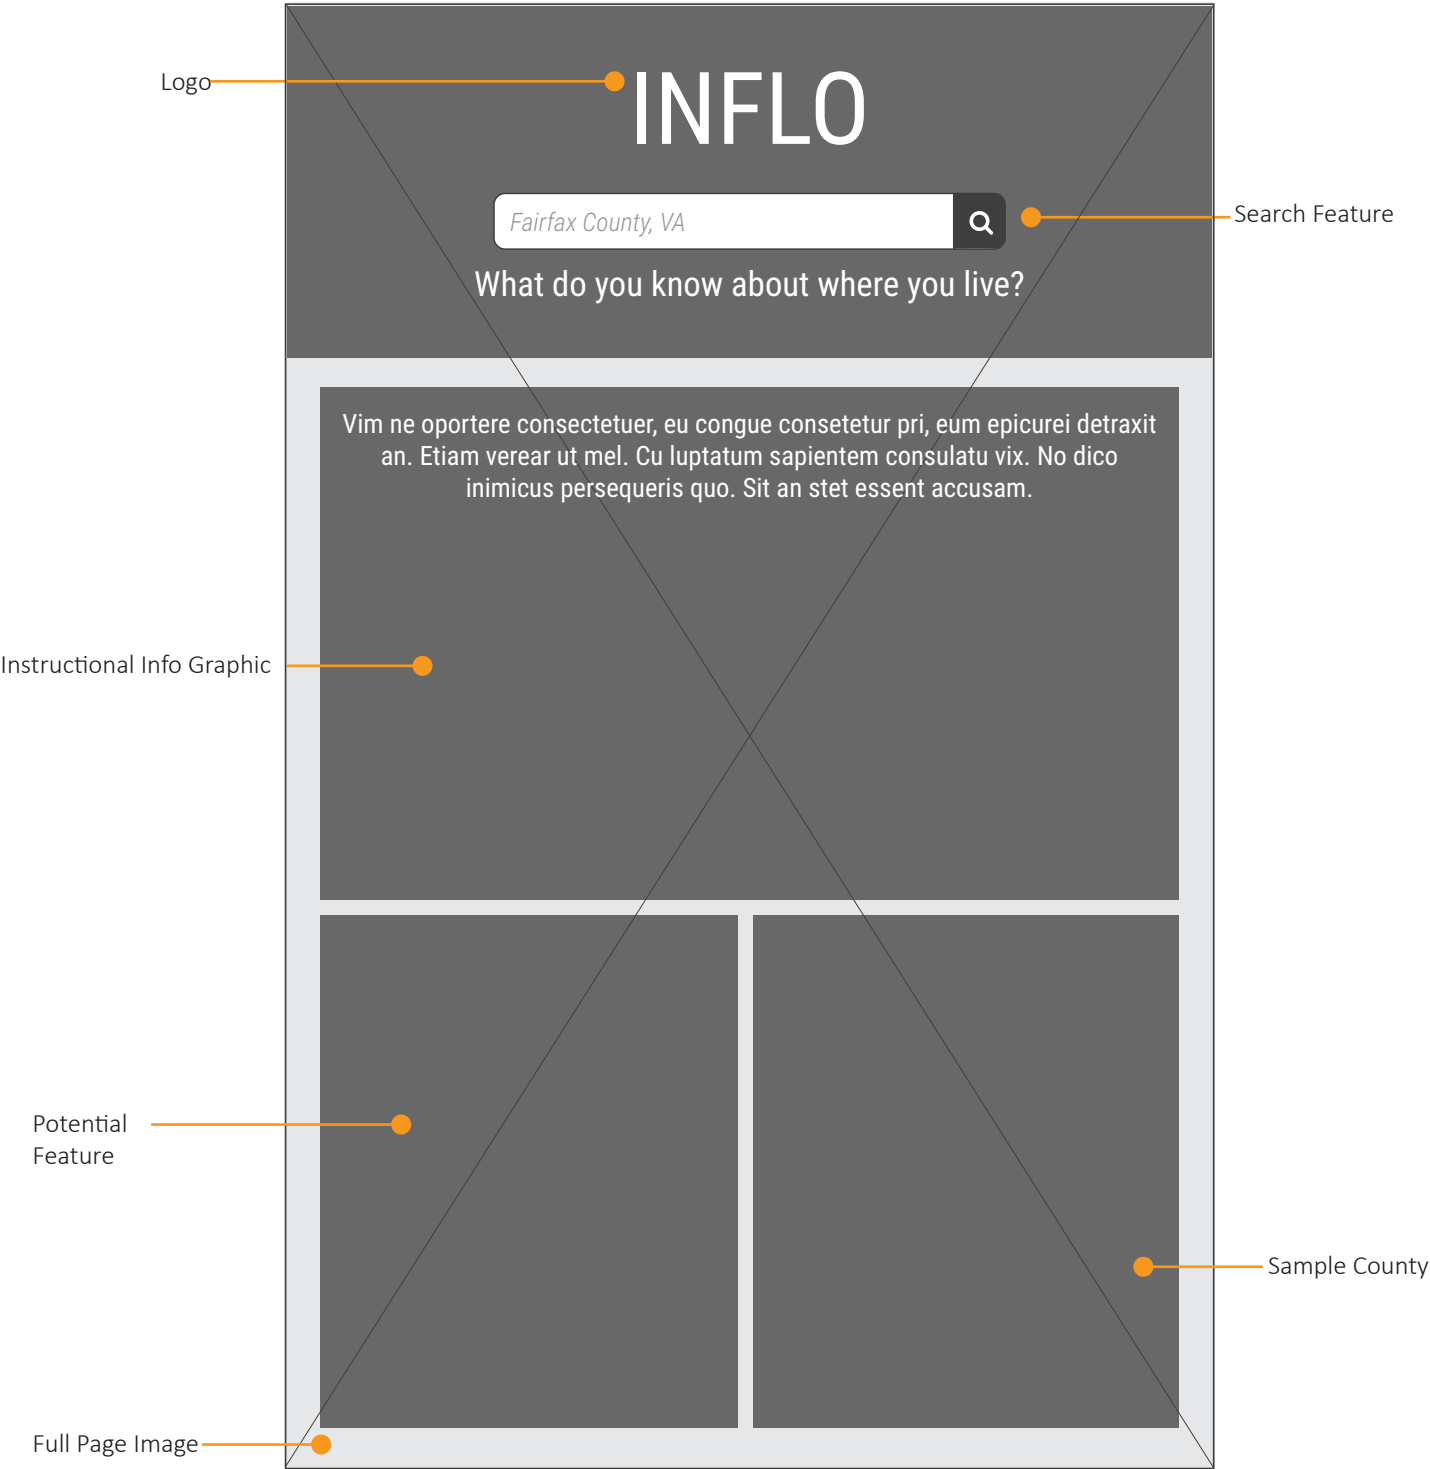 Logo
INFLO
Fairfax County, VA
Search Feature
What do you know about where you live?
Vim ne oportere consectetuer, eu congue consetetur pri, eum epicurei detraxit
an. Etiam verear ut mel. Cu luptatum sapientem consulatu vix. No dico
inimicus persequeris quo. Sit an stet essent accusam.
Instructional Info Graphic
Potential
Feature
Sample County
Full Page Image